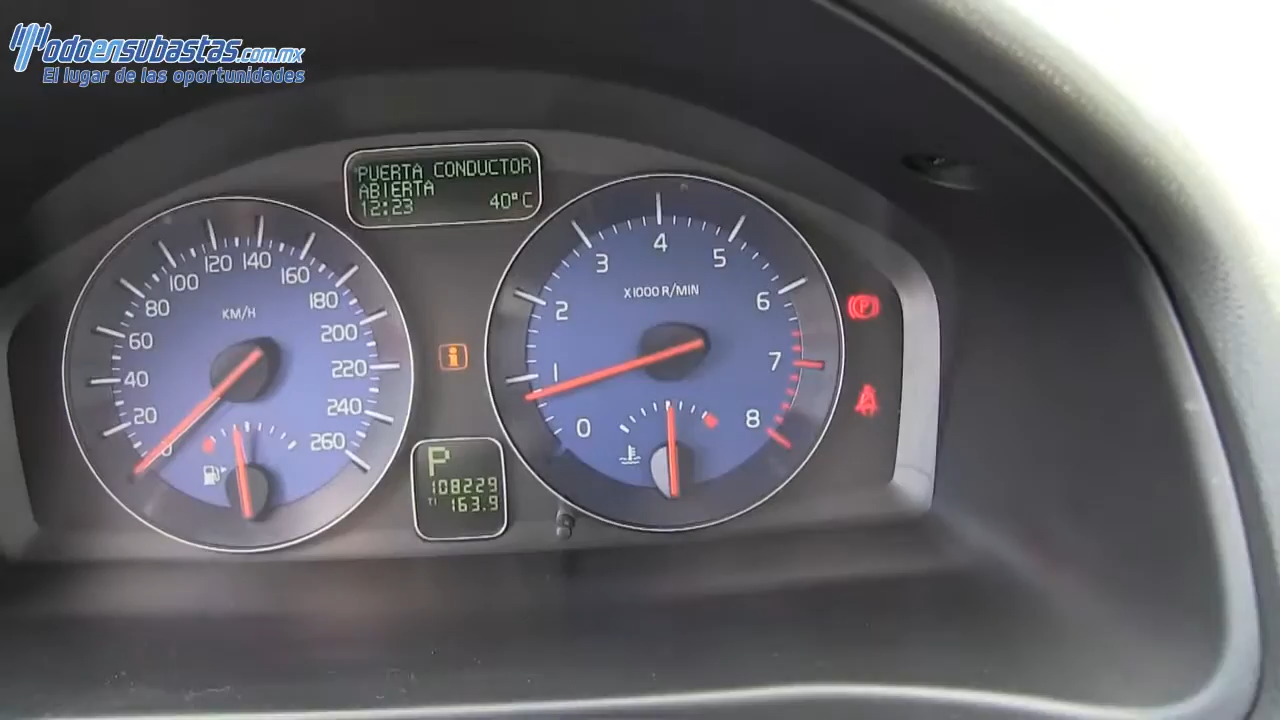 Todoensubastas.com.mx
El lugar de las oportunidades
PUERTA CONDUCTOR
ABIERTA
12:23 40°C
KM/H
0
20
40
60
80
100
120
140
160
180
200
220
240
260
X1000 R/MIN
0
1
2
3
4
5
6
7
8
P
108229
T1 163.9
i
(P)